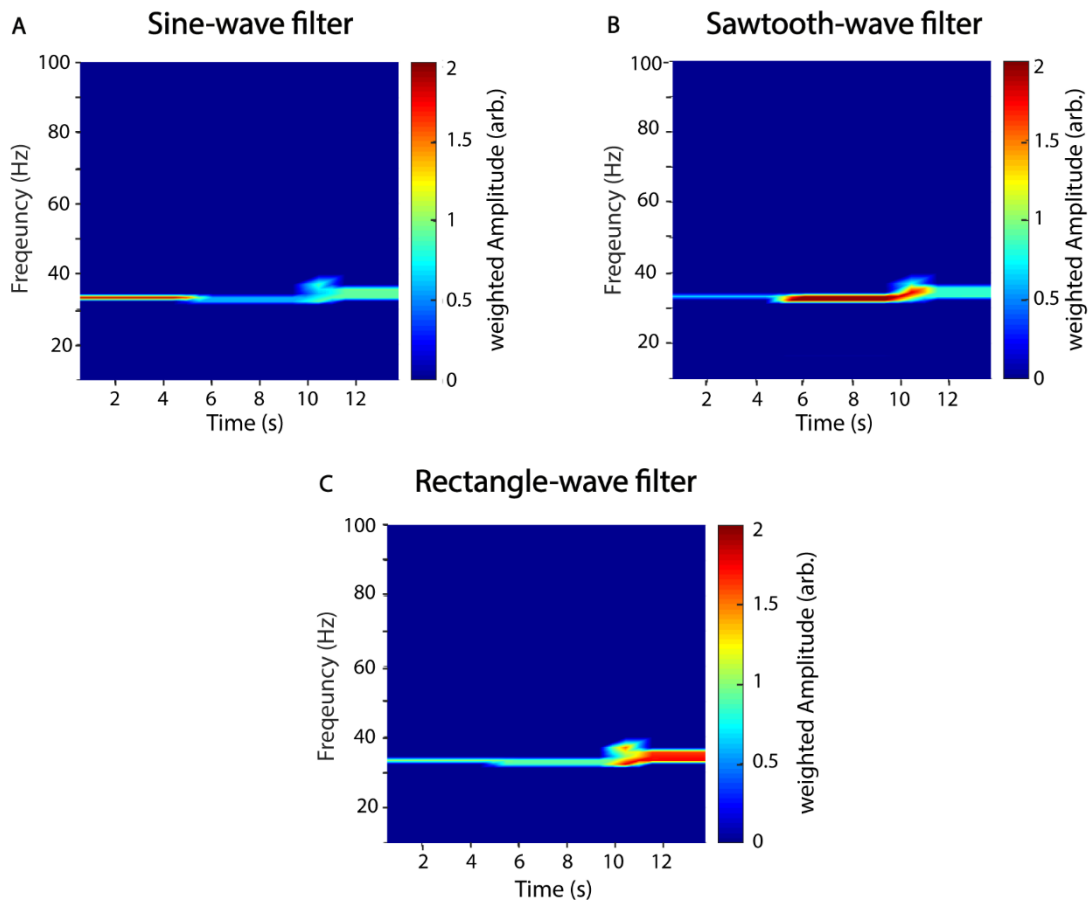 A
Sine-wave filter
100
80
60
40
20
Freqeuncy (Hz)
2 4 6 8 10 12
Time (s)
2
1.5
1
0.5
0
weighted Amplitude (arb.)
B
Sawtooth-wave filter
100
80
60
40
20
Freqeuncy (Hz)
2 4 6 8 10 12
Time (s)
2
1.5
1
0.5
0
weighted Amplitude (arb.)
C
Rectangle-wave filter
100
80
60
40
20
Freqeuncy (Hz)
2 4 6 8 10 12
Time (s)
2
1.5
1
0.5
0
weighted Amplitude (arb.)